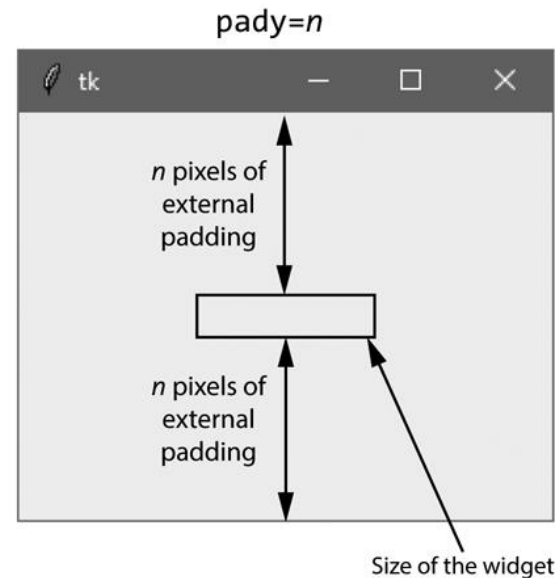 pady=n
tk
n pixels of
external
padding
n pixels of
external
padding
Size of the widget